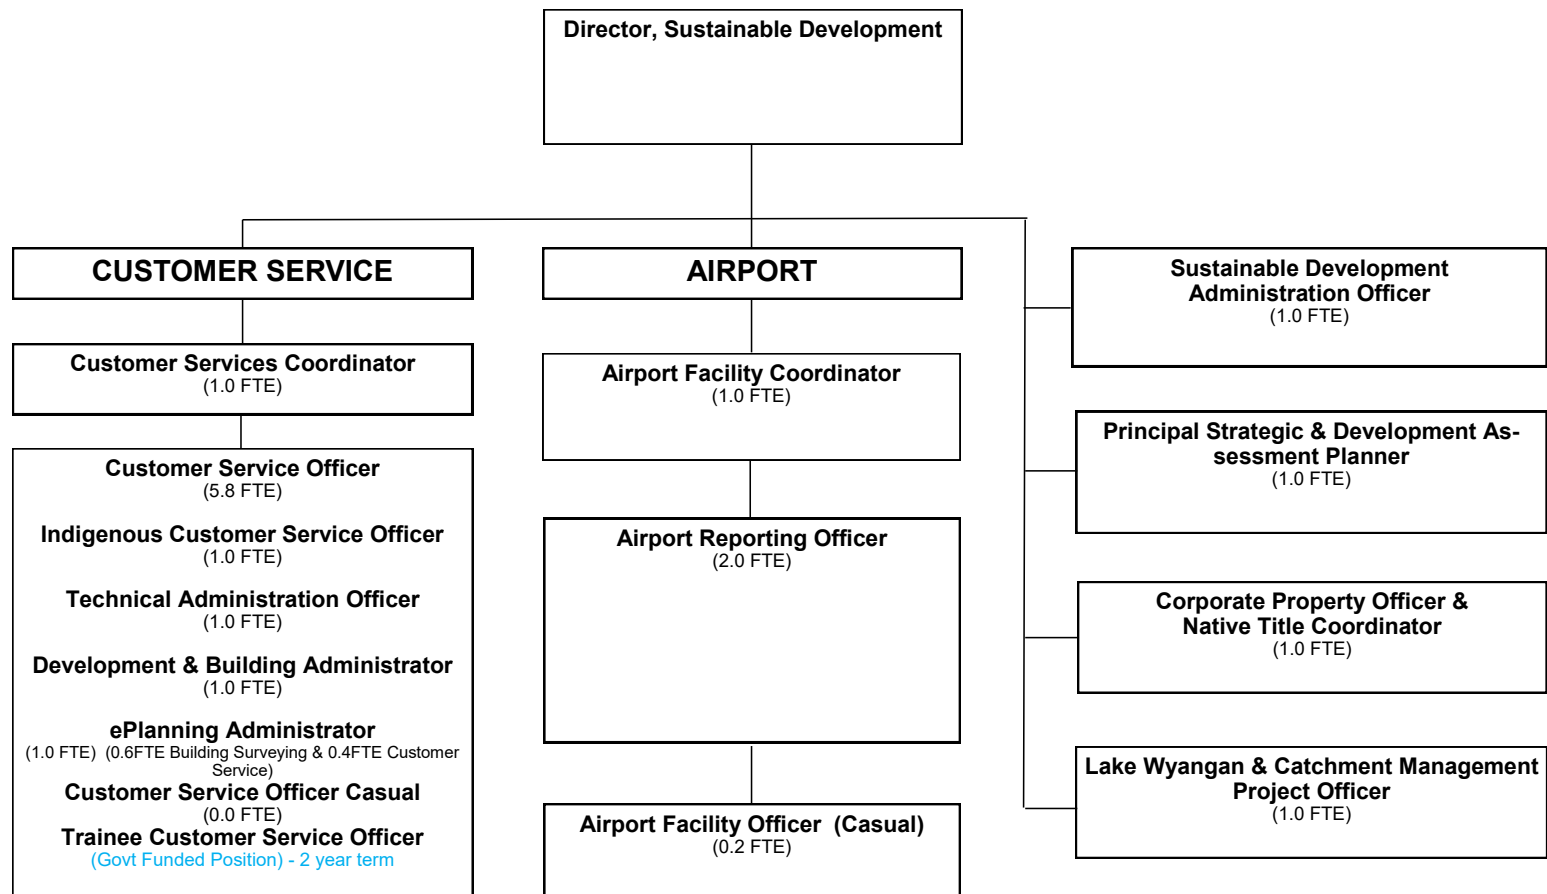 Director, Sustainable Development
CUSTOMER SERVICE
Customer Services Coordinator
(1.0 FTE)
Customer Service Officer
(5.8 FTE)
Indigenous Customer Service Officer
(1.0 FTE)
Technical Administration Officer
(1.0 FTE)
Development & Building Administrator
(1.0 FTE)
ePlanning Administrator
(1.0 FTE)  (0.6FTE Building Surveying & 0.4FTE Customer
Service)
Customer Service Officer Casual
(0.0 FTE)
Trainee Customer Service Officer
(Govt Funded Position) - 2 year term
AIRPORT
Airport Facility Coordinator
(1.0 FTE)
Airport Reporting Officer
(2.0 FTE)
Airport Facility Officer  (Casual)
(0.2 FTE)
Sustainable Development
Administration Officer
(1.0 FTE)
Principal Strategic & Development As-
sessment Planner
(1.0 FTE)
Corporate Property Officer &
Native Title Coordinator
(1.0 FTE)
Lake Wyangan & Catchment Management
Project Officer
(1.0 FTE)